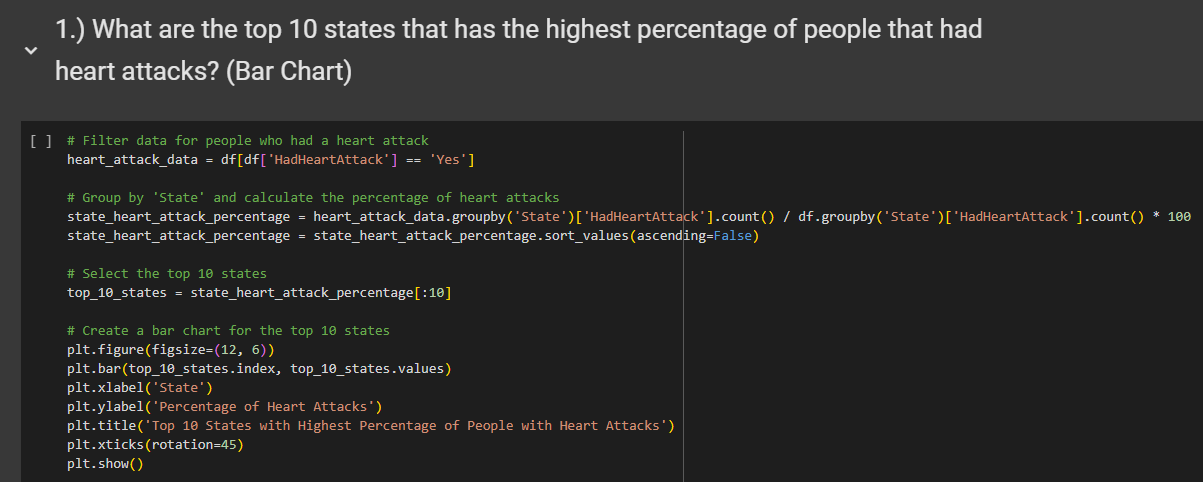 1.) What are the top 10 states that has the highest percentage of people that had
heart attacks? (Bar Chart)
[ ] # Filter data for people who had a heart attack
heart_attack_data = df[df['HadHeartAttack'] == 'Yes']
# Group by 'State' and calculate the percentage of heart attacks
state_heart_attack_percentage = heart_attack_data.groupby('State')['HadHeartAttack'].count() / df.groupby('State')['HadHeartAttack'].count() * 100
state_heart_attack_percentage = state_heart_attack_percentage.sort_values(ascending=False)
# Select the top 10 states
top_10_states = state_heart_attack_percentage[:10]
# Create a bar chart for the top 10 states
plt.figure(figsize=(12, 6))
plt.bar(top_10_states.index, top_10_states.values)
plt.xlabel('State')
plt.ylabel('Percentage of Heart Attacks')
plt.title('Top 10 States with Highest Percentage of People with Heart Attacks')
plt.xticks(rotation=45)
plt.show()